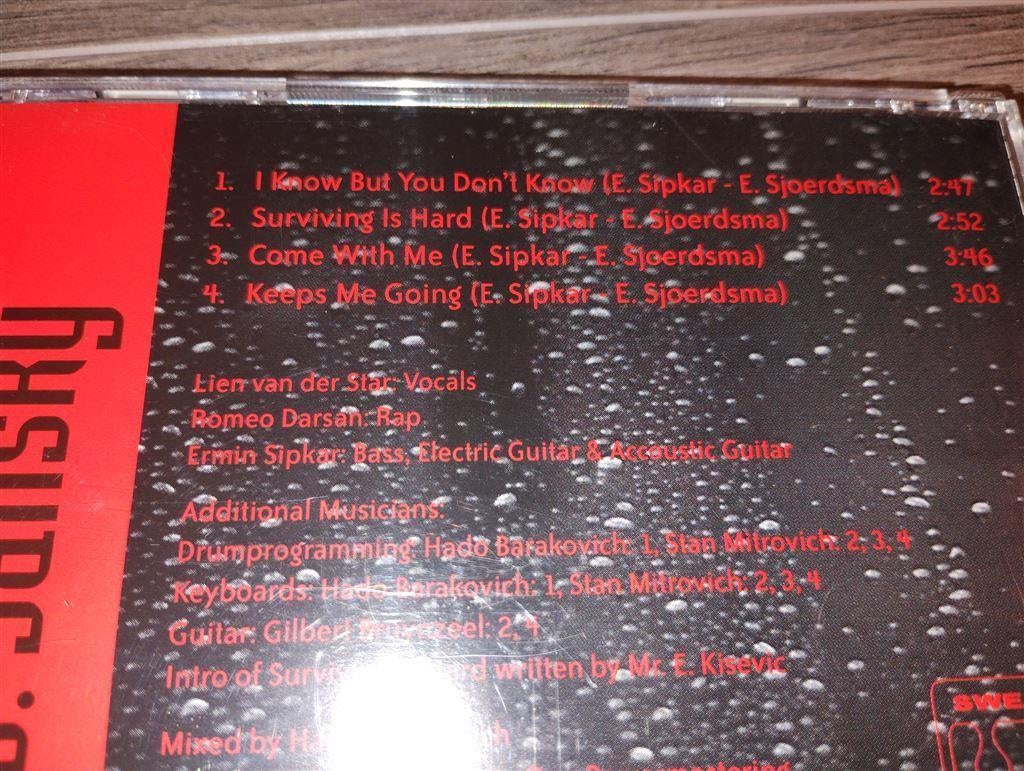 1. I Know But You Don't Know (E. Sipkar - E. Sjoerdsma) 2:47
2. Surviving Is Hard (E. Sipkar - E. Sjoerdsma) 2:52
3. Come With Me (E. Sipkar - E. Sjoerdsma) 3:46
4. Keeps Me Going (E. Sipkar - E. Sjoerdsma) 3:03
Lien van der Star: Vocals
Romeo Darsan: Rap
Ermin Sipkar: Bass, Electric Guitar & Accoustic Guitar
Additional Musicians:
Drumprogramming: Hado Barakovich: 1, Stan Mitrovich: 2, 3, 4
Keyboards: Hado Barakovich: 1, Stan Mitrovich: 2, 3, 4
Guitar: Gilbert 2, 4
Intro of written by Mr. E. Kisevic
Mixed by